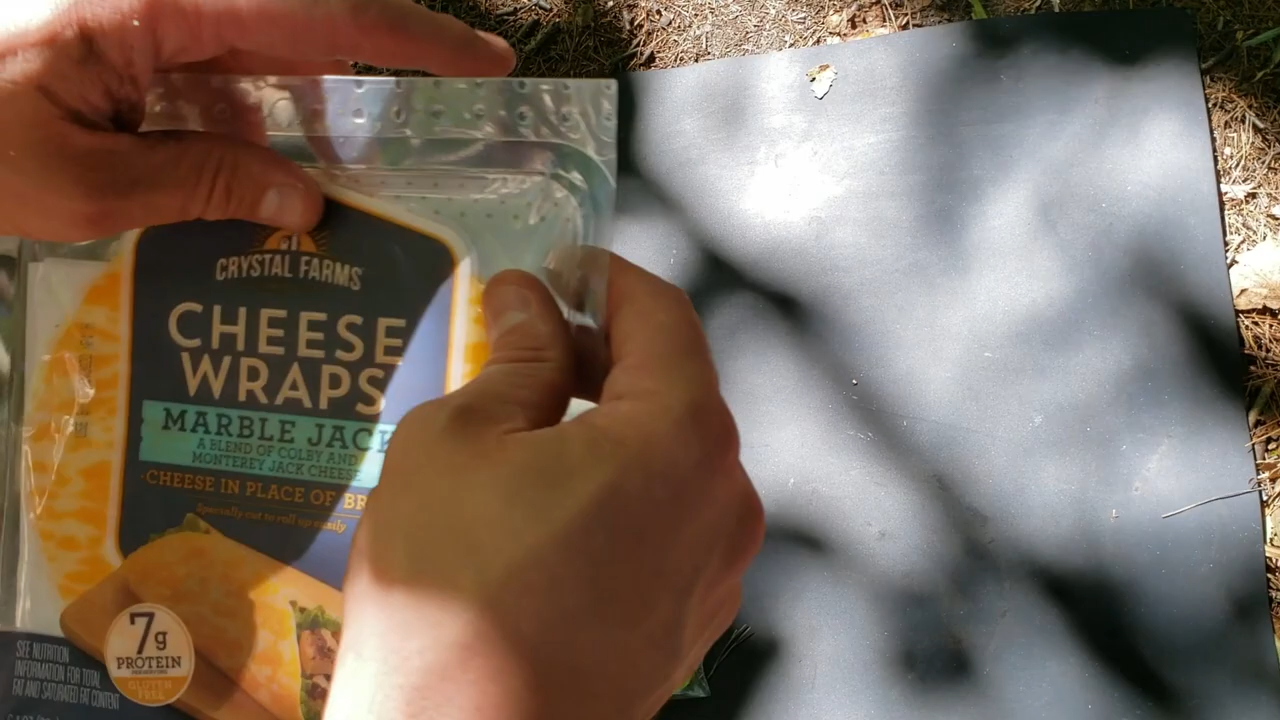 CRYSTAL FARMS
CHEESE
WRAPS
MARBLE JACK
A BLEND OF COLBY AND
MONTEREY JACK CHEESE
CHEESE IN PLACE OF BR
Specially cut to roll up easily
7g
PROTEIN
PER SERVING
GLUTEN
FREE
SEE NUTRITION
INFORMATION FOR TOTAL
FAT AND SATURATED FAT CONTENT